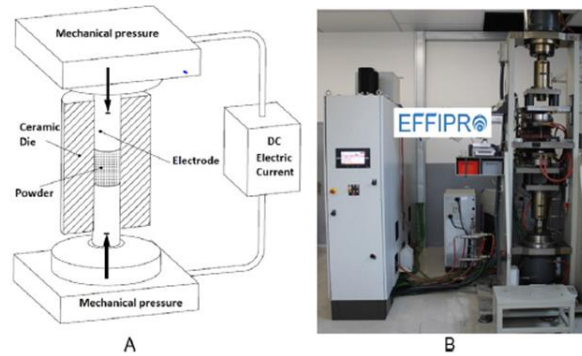 Mechanical pressure
Ceramic
Die
Electrode
Powder
DC
Electric
Current
Mechanical pressure
A
EFFIPRO
B